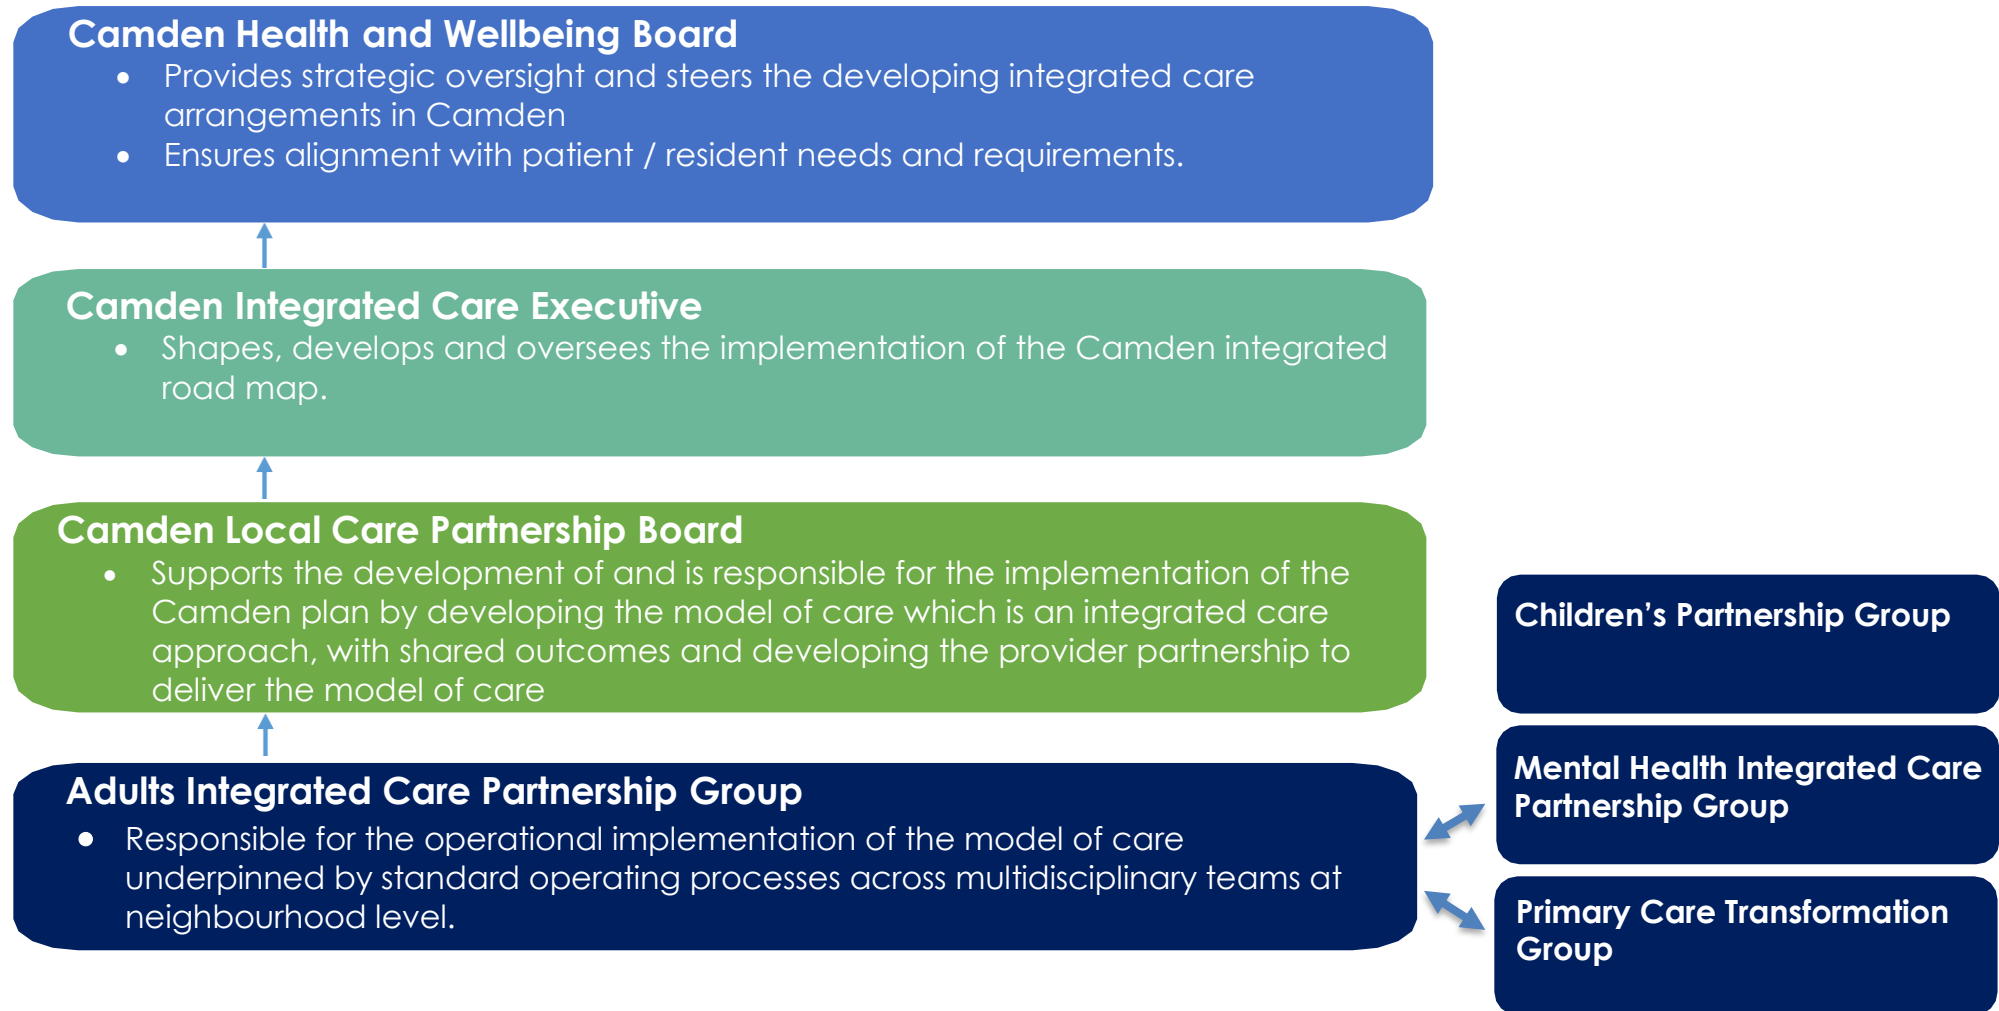 Camden Health and Wellbeing Board
• Provides strategic oversight and steers the developing integrated care
arrangements in Camden
• Ensures alignment with patient / resident needs and requirements.
Camden Integrated Care Executive
• Shapes, develops and oversees the implementation of the Camden integrated
road map.
Camden Local Care Partnership Board
• Supports the development of and is responsible for the implementation of the
Camden plan by developing the model of care which is an integrated care
approach, with shared outcomes and developing the provider partnership to
deliver the model of care
Adults Integrated Care Partnership Group
• Responsible for the operational implementation of the model of care
underpinned by standard operating processes across multidisciplinary teams at
neighbourhood level.
Children’s Partnership Group
Mental Health Integrated Care
Partnership Group
Primary Care Transformation
Group